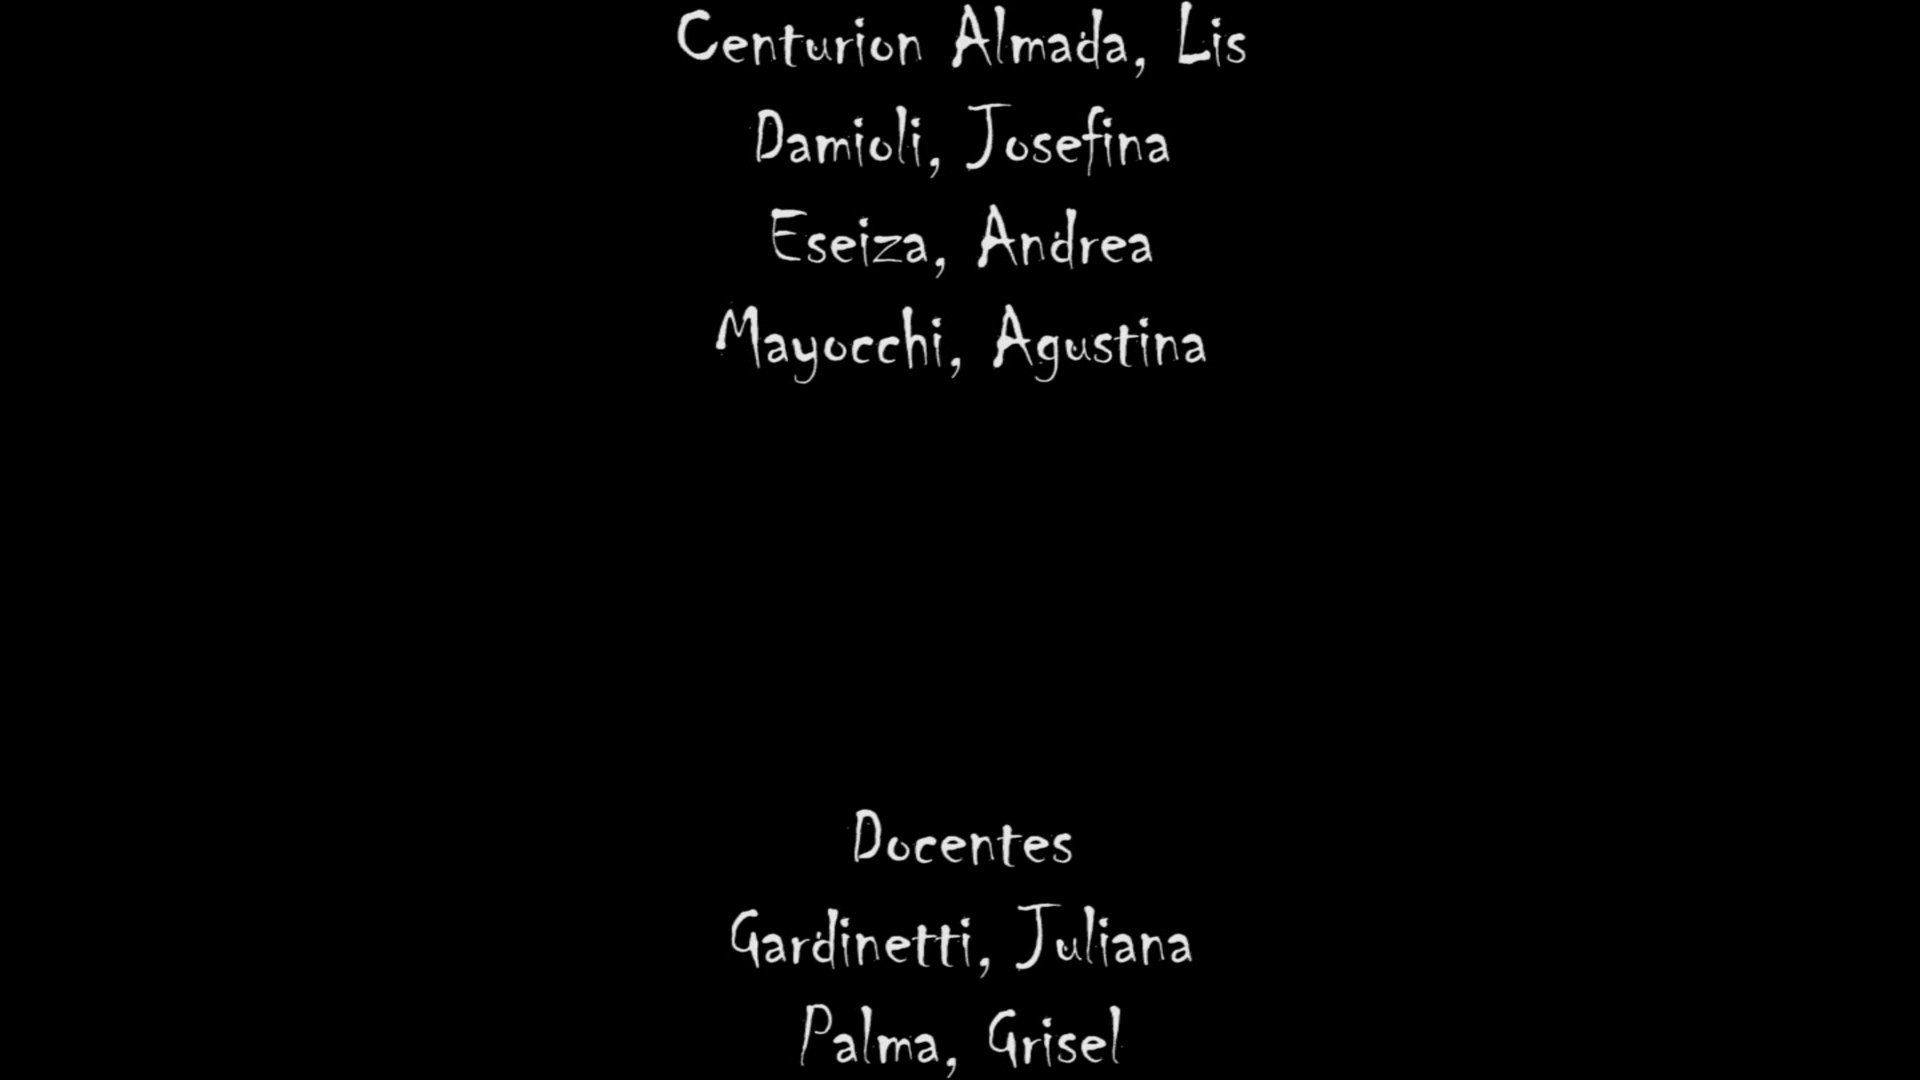 Centurion Almada, Lis
Damioli, Josefina
Eseiza, Andrea
Mayocchi, Agustina
Docentes
Gardinetti, Juliana
Palma, Grisel